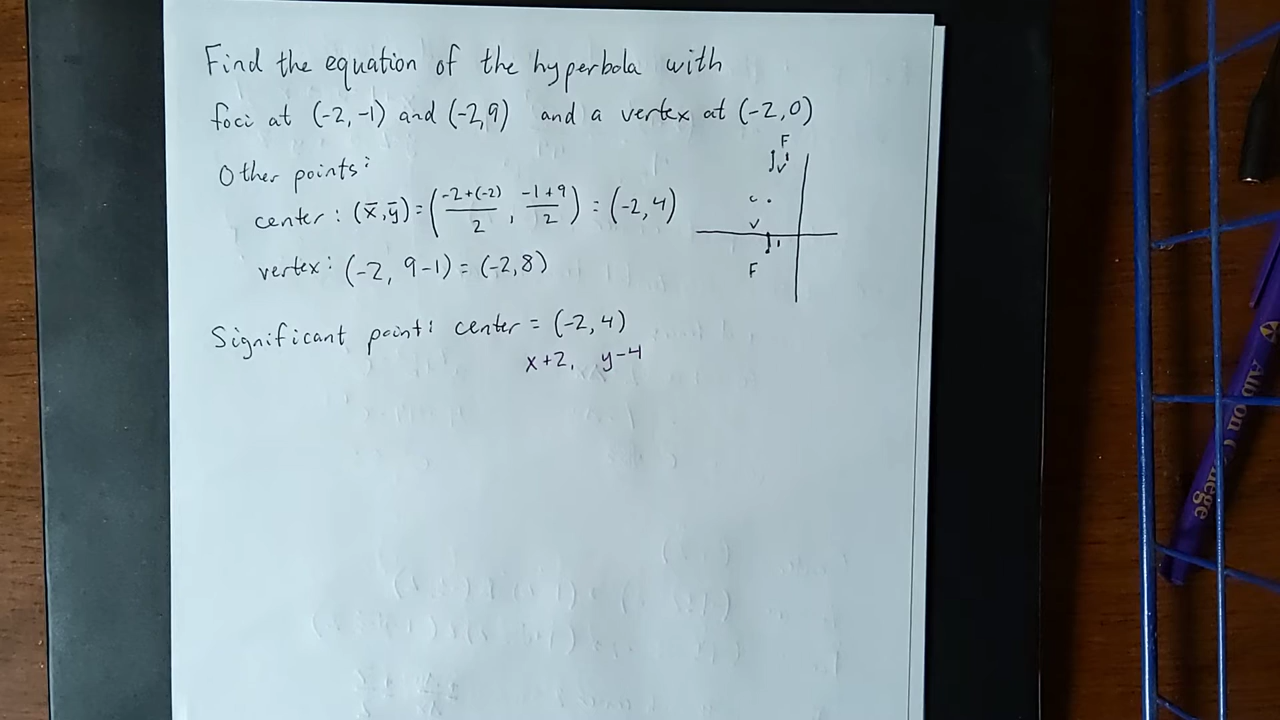 Find the equation of the hyperbola with
foci at (-2, -1) and (-2,9) and a vertex at (-2,0)
Other points:
center: (x̄,ȳ)=(-2+(-2)/2, -1+9/2) = (-2,4)
vertex: (-2, 9-1) = (-2,8)
Significant point: center = (-2,4)
x+2, y-4
F
V
C
V
F
Albion College